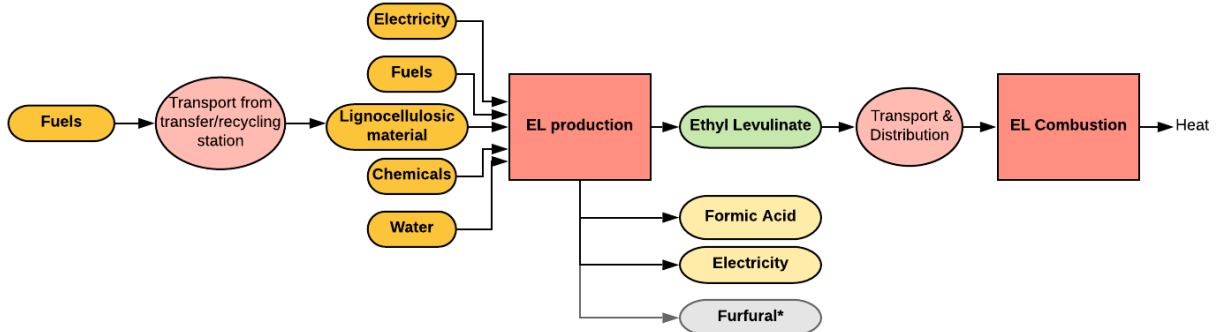 Fuels
Transport from
transfer/recycling
station
Electricity
Fuels
Lignocellulosic
material
Chemicals
Water
EL production
Ethyl Levulinate
Formic Acid
Electricity
Furfural*
Transport &
Distribution
EL Combustion
Heat